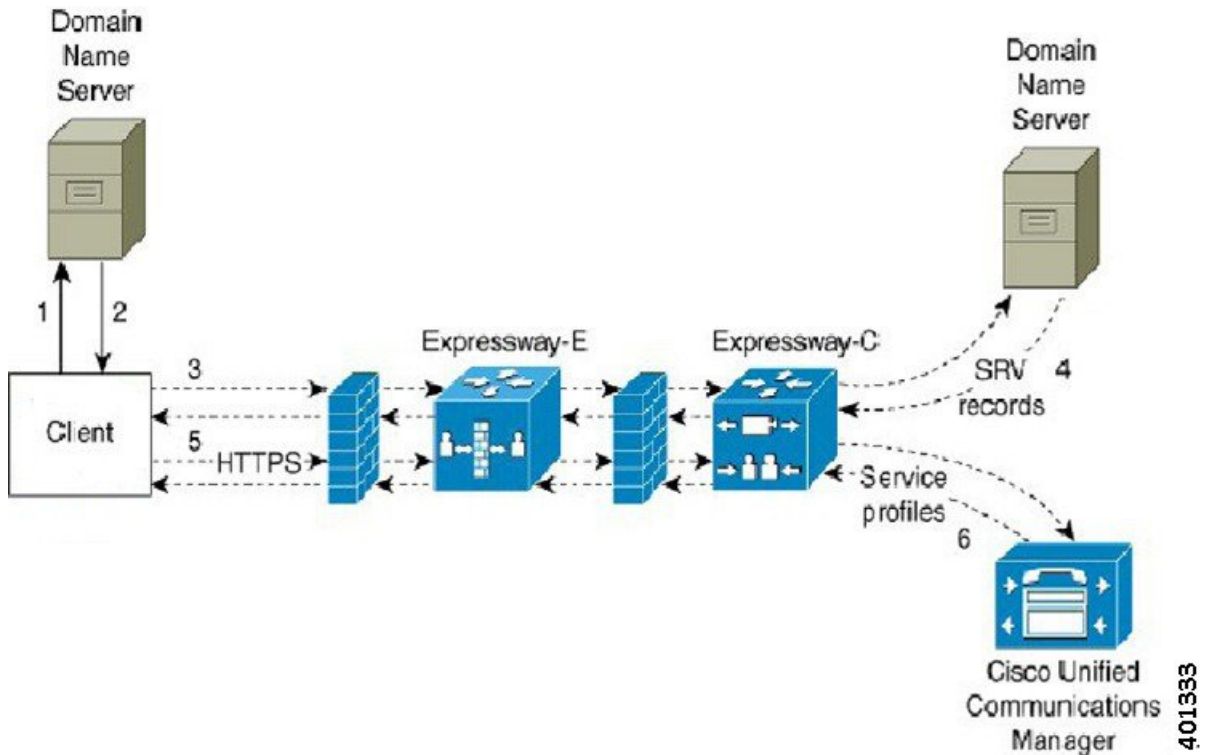 Domain
Name
Server
Domain
Name
Server
1
2
Expressway-E
Expressway-C
3
SRV 4
records
Client
5
HTTPS
Service
profiles
6
Cisco Unified
Communications
Manager
401333